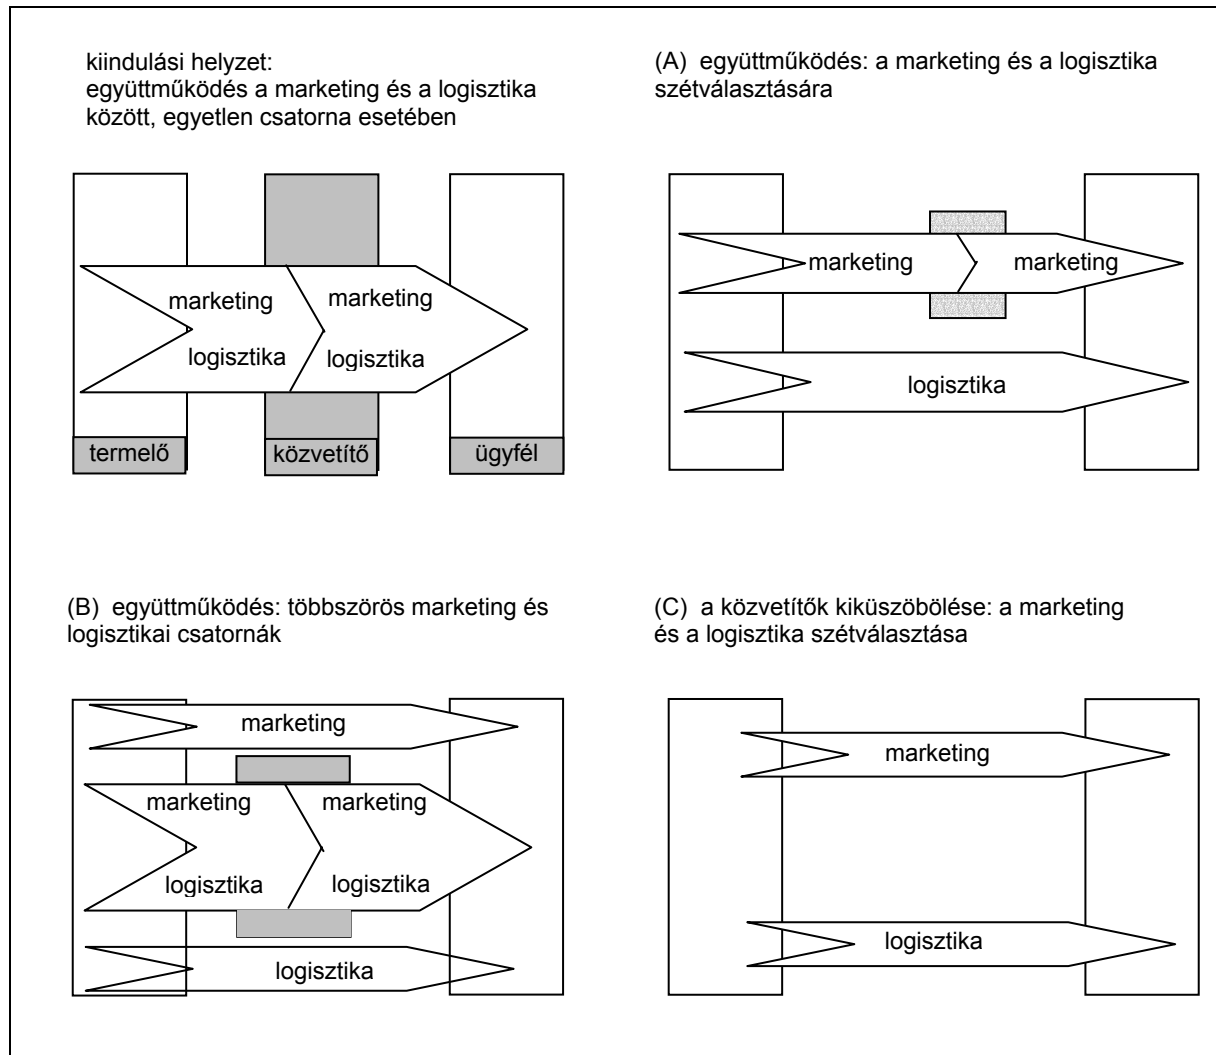 kiindulási helyzet:
együttműködés a marketing és a logisztika
között, egyetlen csatorna esetében
marketing
marketing
logisztika
logisztika
termelő
közvetítő
ügyfél
(A) együttműködés: a marketing és a logisztika
szétválasztására
marketing
marketing
logisztika
(B) együttműködés: többszörös marketing és
logisztikai csatornák
marketing
marketing
marketing
logisztika
logisztika
logisztika
(C) a közvetítők kiküszöbölése: a marketing
és a logisztika szétválasztása
marketing
logisztika